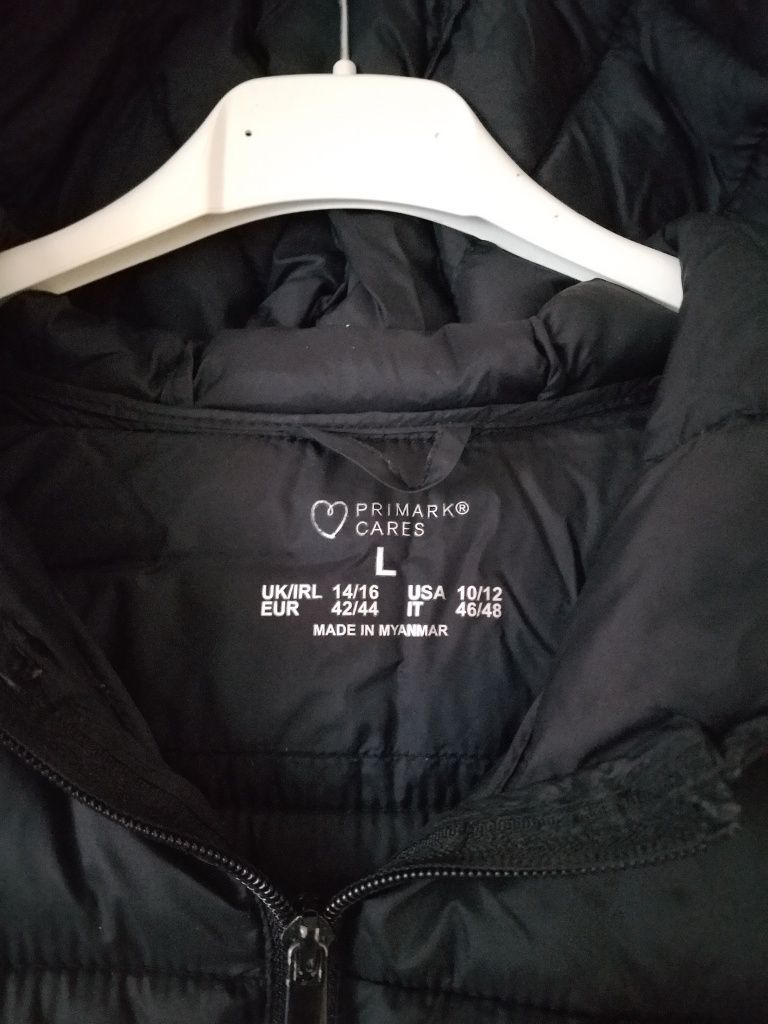 PRIMARK®
CARES
L
UK/IRL 14/16 USA 10/12
EUR 42/44 IT 46/48
MADE IN MYANMAR